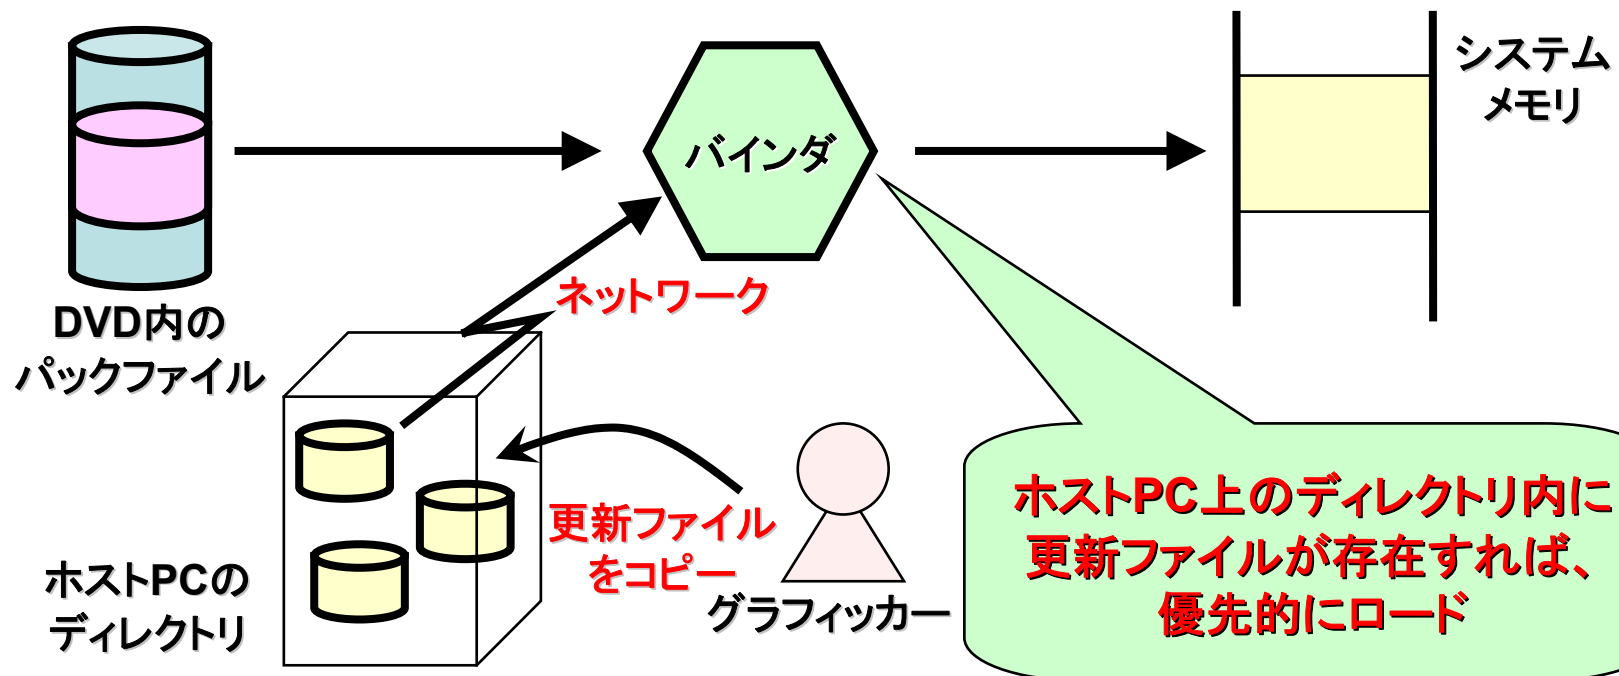 システム
メモリ
バインダ
ネットワーク
DVD内の
パックファイル
更新ファイル
をコピー
グラフィッカー
ホストPCの
ディレクトリ
ホストPC上のディレクトリ内に
更新ファイルが存在すれば、
優先的にロード